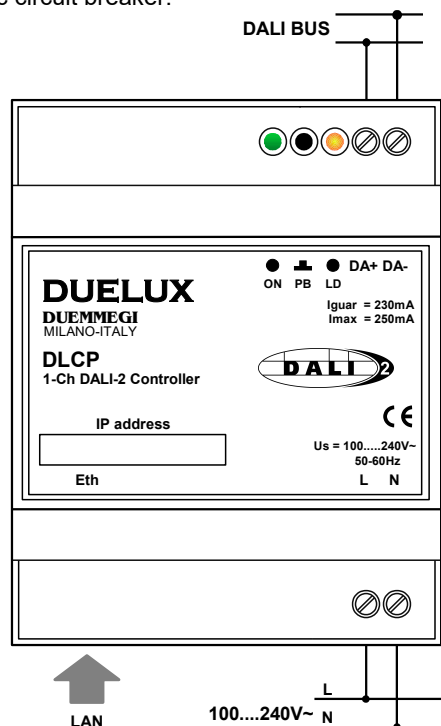 circuit breaker.
DALI BUS
DA+ DA-
ON PB LD
DUELUX
DUEMMEGI
MILANO-ITALY
Iguar = 230mA
Imax = 250mA
DLCP
1-Ch DALI-2 Controller
DALI 2
CE
IP address
Us = 100.....240V~
50-60Hz
Eth
L N
L
100....240V~ N
LAN